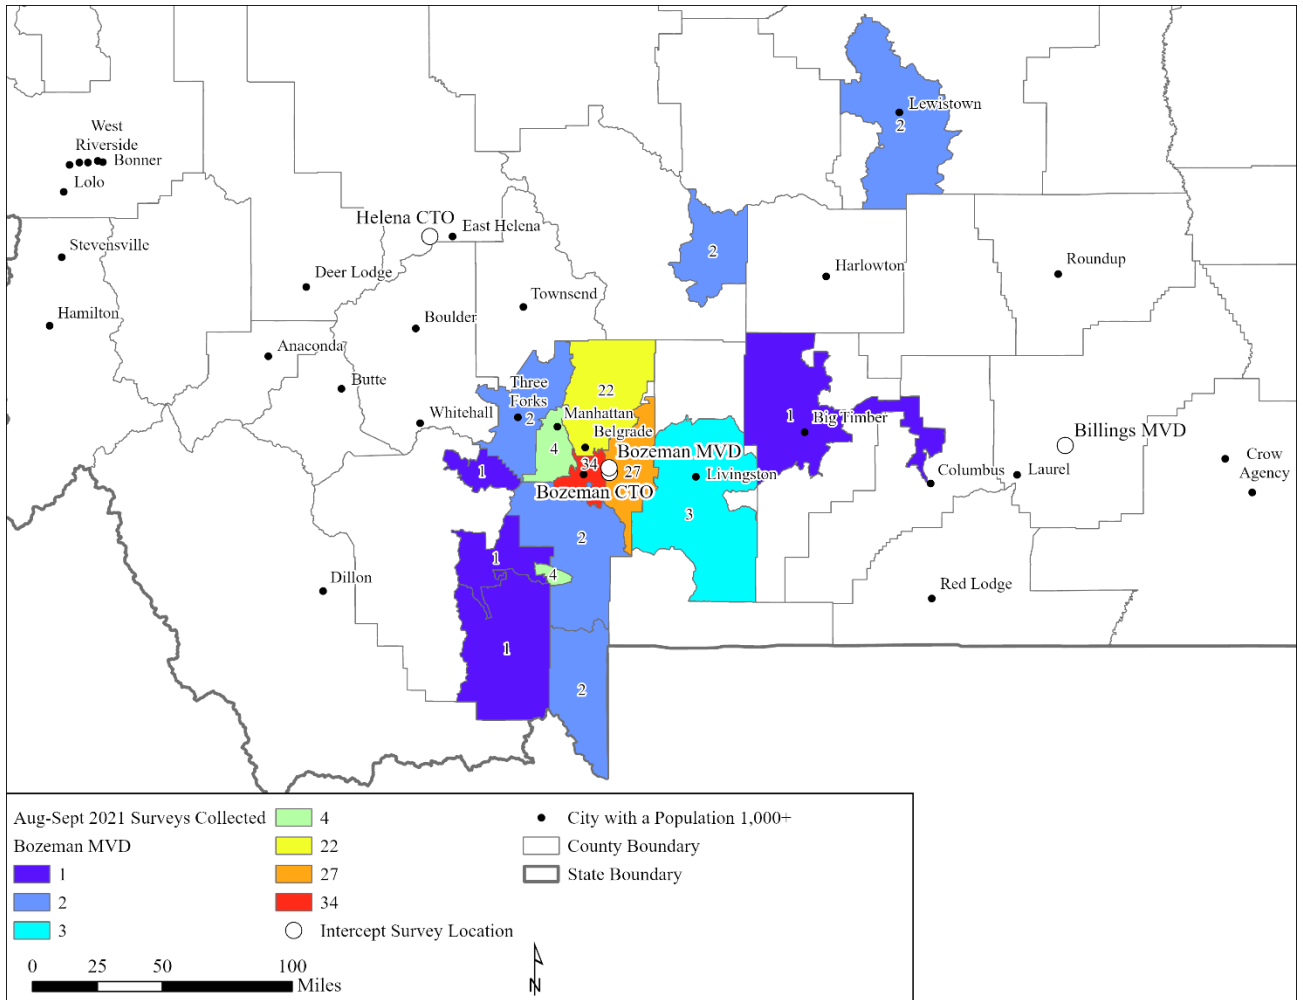 Lewistown
2
West
Riverside
Bonner
Lolo
Helena CTO
East Helena
Stevensville
2
Harlowton
Roundup
Deer Lodge
Townsend
Hamilton
Boulder
Anaconda
Butte
Three
Forks
2
22
Whitehall
Manhattan
Belgrade
1
Big Timber
4
34
Bozeman MVD
27
Billings MVD
1
Livingston
Columbus
Laurel
Crow
Agency
Bozeman CTO
3
2
1
4
Dillon
Red Lodge
1
2
Aug-Sept 2021 Surveys Collected
Bozeman MVD
1
2
3
4
22
27
34
Intercept Survey Location
City with a Population 1,000+
County Boundary
State Boundary
0 25 50 100
Miles
N